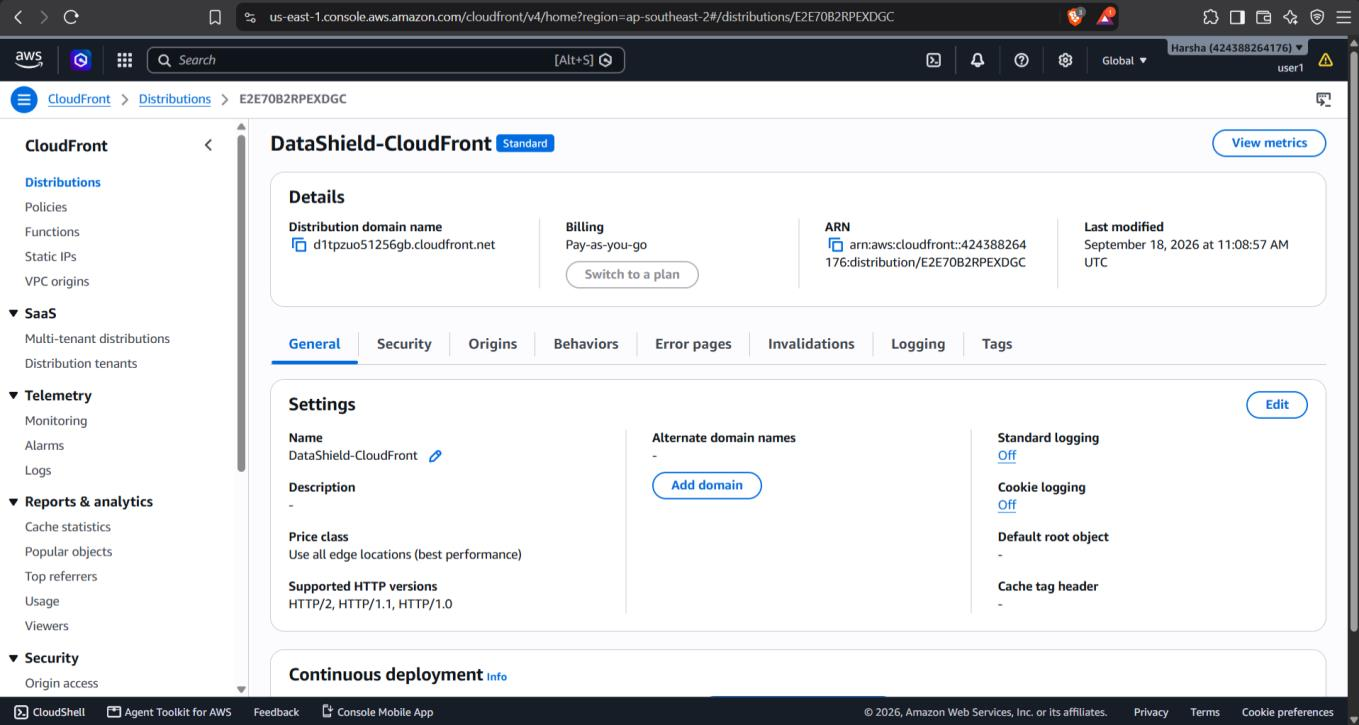 us-east-1.console.aws.amazon.com/cloudfront/v4/home?region=ap-southeast-2#/distributions/E2E70B2RPEXDGC
3
1
aws
Search
[Alt+S]
Global ▼
Harsha (424388264176) ▼
user1
CloudFront
Distributions
E2E70B2RPEXDGC
CloudFront
Distributions
Policies
Functions
Static IPs
VPC origins
SaaS
Multi-tenant distributions
Distribution tenants
Telemetry
Monitoring
Alarms
Logs
Reports & analytics
Cache statistics
Popular objects
Top referrers
Usage
Viewers
Security
Origin access
DataShield-CloudFront
Standard
View metrics
Details
Distribution domain name
d1tpzuo51256gb.cloudfront.net
Billing
Pay-as-you-go
Switch to a plan
ARN
arn:aws:cloudfront::424388264
176:distribution/E2E70B2RPEXDGC
Last modified
September 18, 2026 at 11:08:57 AM
UTC
General
Security
Origins
Behaviors
Error pages
Invalidations
Logging
Tags
Settings
Edit
Name
DataShield-CloudFront
Description
-
Price class
Use all edge locations (best performance)
Supported HTTP versions
HTTP/2, HTTP/1.1, HTTP/1.0
Alternate domain names
-
Add domain
Standard logging
Off
Cookie logging
Off
Default root object
-
Cache tag header
-
Continuous deployment Info
CloudShell
Agent Toolkit for AWS
Feedback
Console Mobile App
© 2026, Amazon Web Services, Inc. or its affiliates.
Privacy
Terms
Cookie preferences